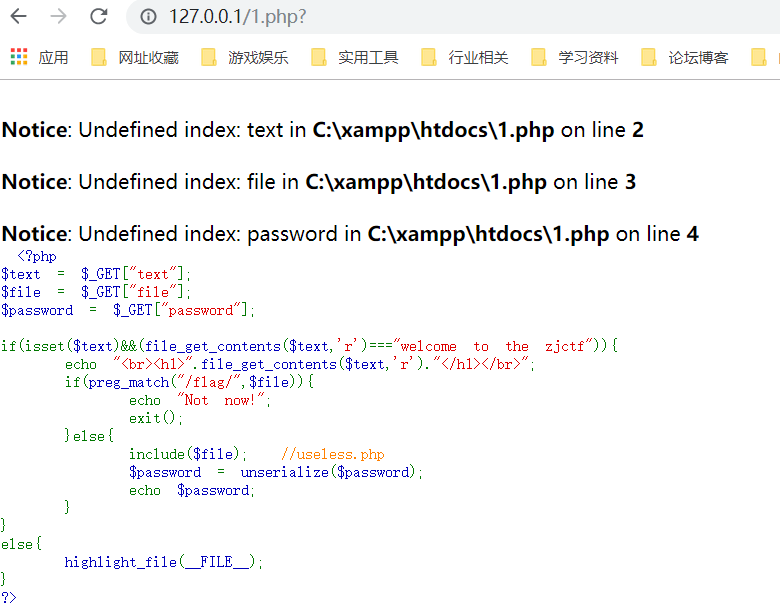 127.0.0.1/1.php?
应用 网址收藏 游戏娱乐 实用工具 行业相关 学习资料 论坛博客
Notice: Undefined index: text in C:\xampp\htdocs\1.php on line 2
Notice: Undefined index: file in C:\xampp\htdocs\1.php on line 3
Notice: Undefined index: password in C:\xampp\htdocs\1.php on line 4
<?php
$text = $_GET["text"];
$file = $_GET["file"];
$password = $_GET["password"];
if(isset($text)&&(file_get_contents($text,'r')==="welcome to the zjctf")){
echo "<br><h1>".file_get_contents($text,'r')."</h1></br>";
if(preg_match("/flag/",$file)){
echo "Not now!";
exit();
}else{
include($file); //useless.php
$password = unserialize($password);
echo $password;
}
}
else{
highlight_file(__FILE__);
}
?>